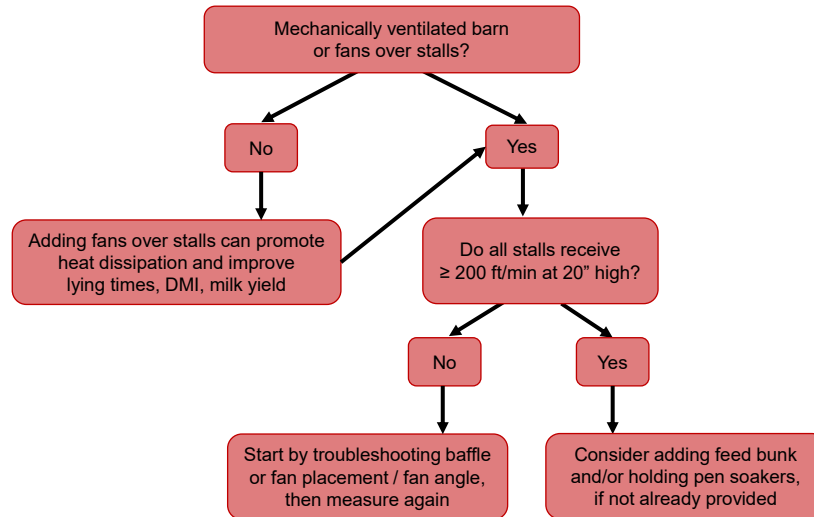 Mechanically ventilated barn
or fans over stalls?
No
Yes
Adding fans over stalls can promote
heat dissipation and improve
lying times, DMI, milk yield
Do all stalls receive
≥ 200 ft/min at 20” high?
No
Yes
Start by troubleshooting baffle
or fan placement / fan angle,
then measure again
Consider adding feed bunk
and/or holding pen soakers,
if not already provided